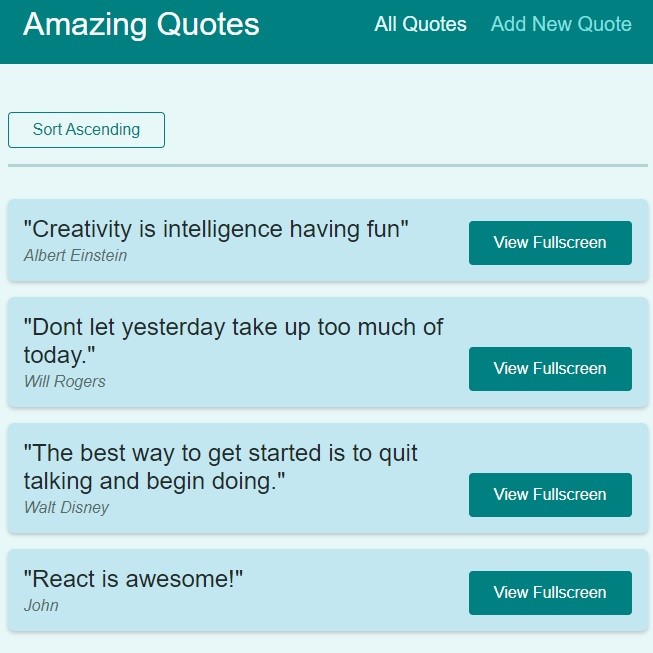 Amazing Quotes
All Quotes
Add New Quote
Sort Ascending
"Creativity is intelligence having fun"
Albert Einstein
View Fullscreen
"Dont let yesterday take up too much of
today."
Will Rogers
View Fullscreen
"The best way to get started is to quit
talking and begin doing."
Walt Disney
View Fullscreen
"React is awesome!"
John
View Fullscreen